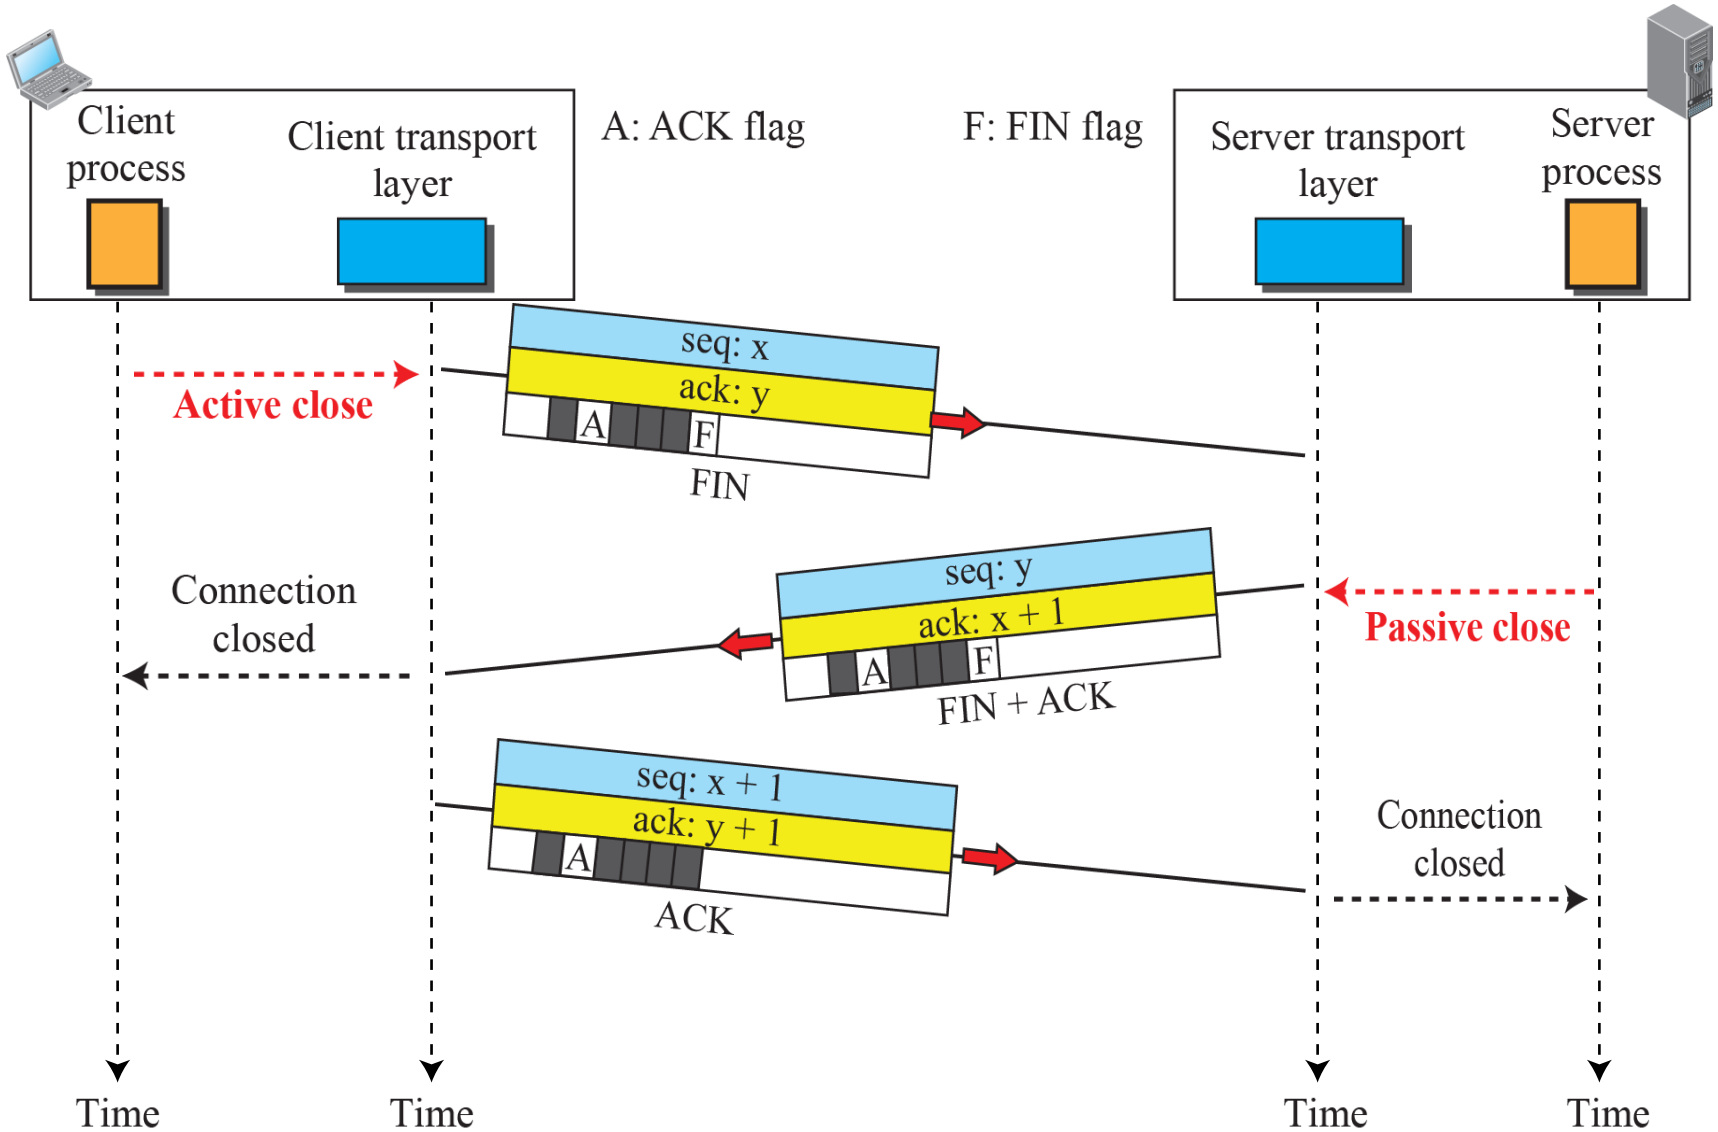 Client
process
Client transport
layer
A: ACK flag
F: FIN flag
Server transport
layer
Server
process
Active close
seq: x
ack: y
A
F
FIN
Connection
closed
seq: y
ack: x + 1
A
F
FIN + ACK
Passive close
seq: x + 1
ack: y + 1
A
ACK
Connection
closed
Time
Time
Time
Time